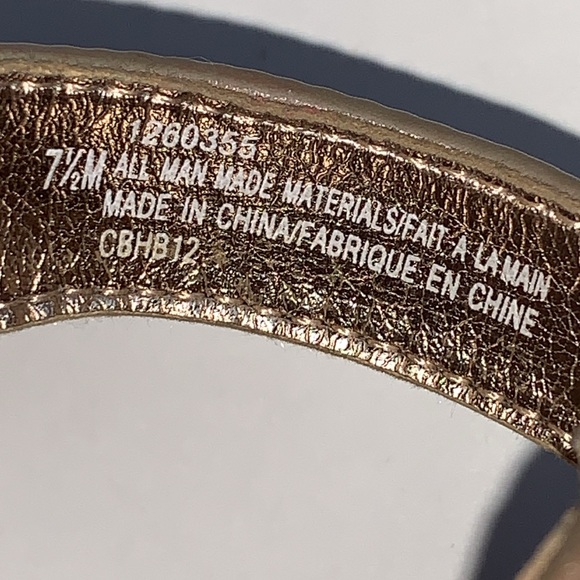 1260355
7½M ALL MAN MADE MATERIALS/FAIT A LA MAIN
MADE IN CHINA/FABRIQUE EN CHINE
CBHB12